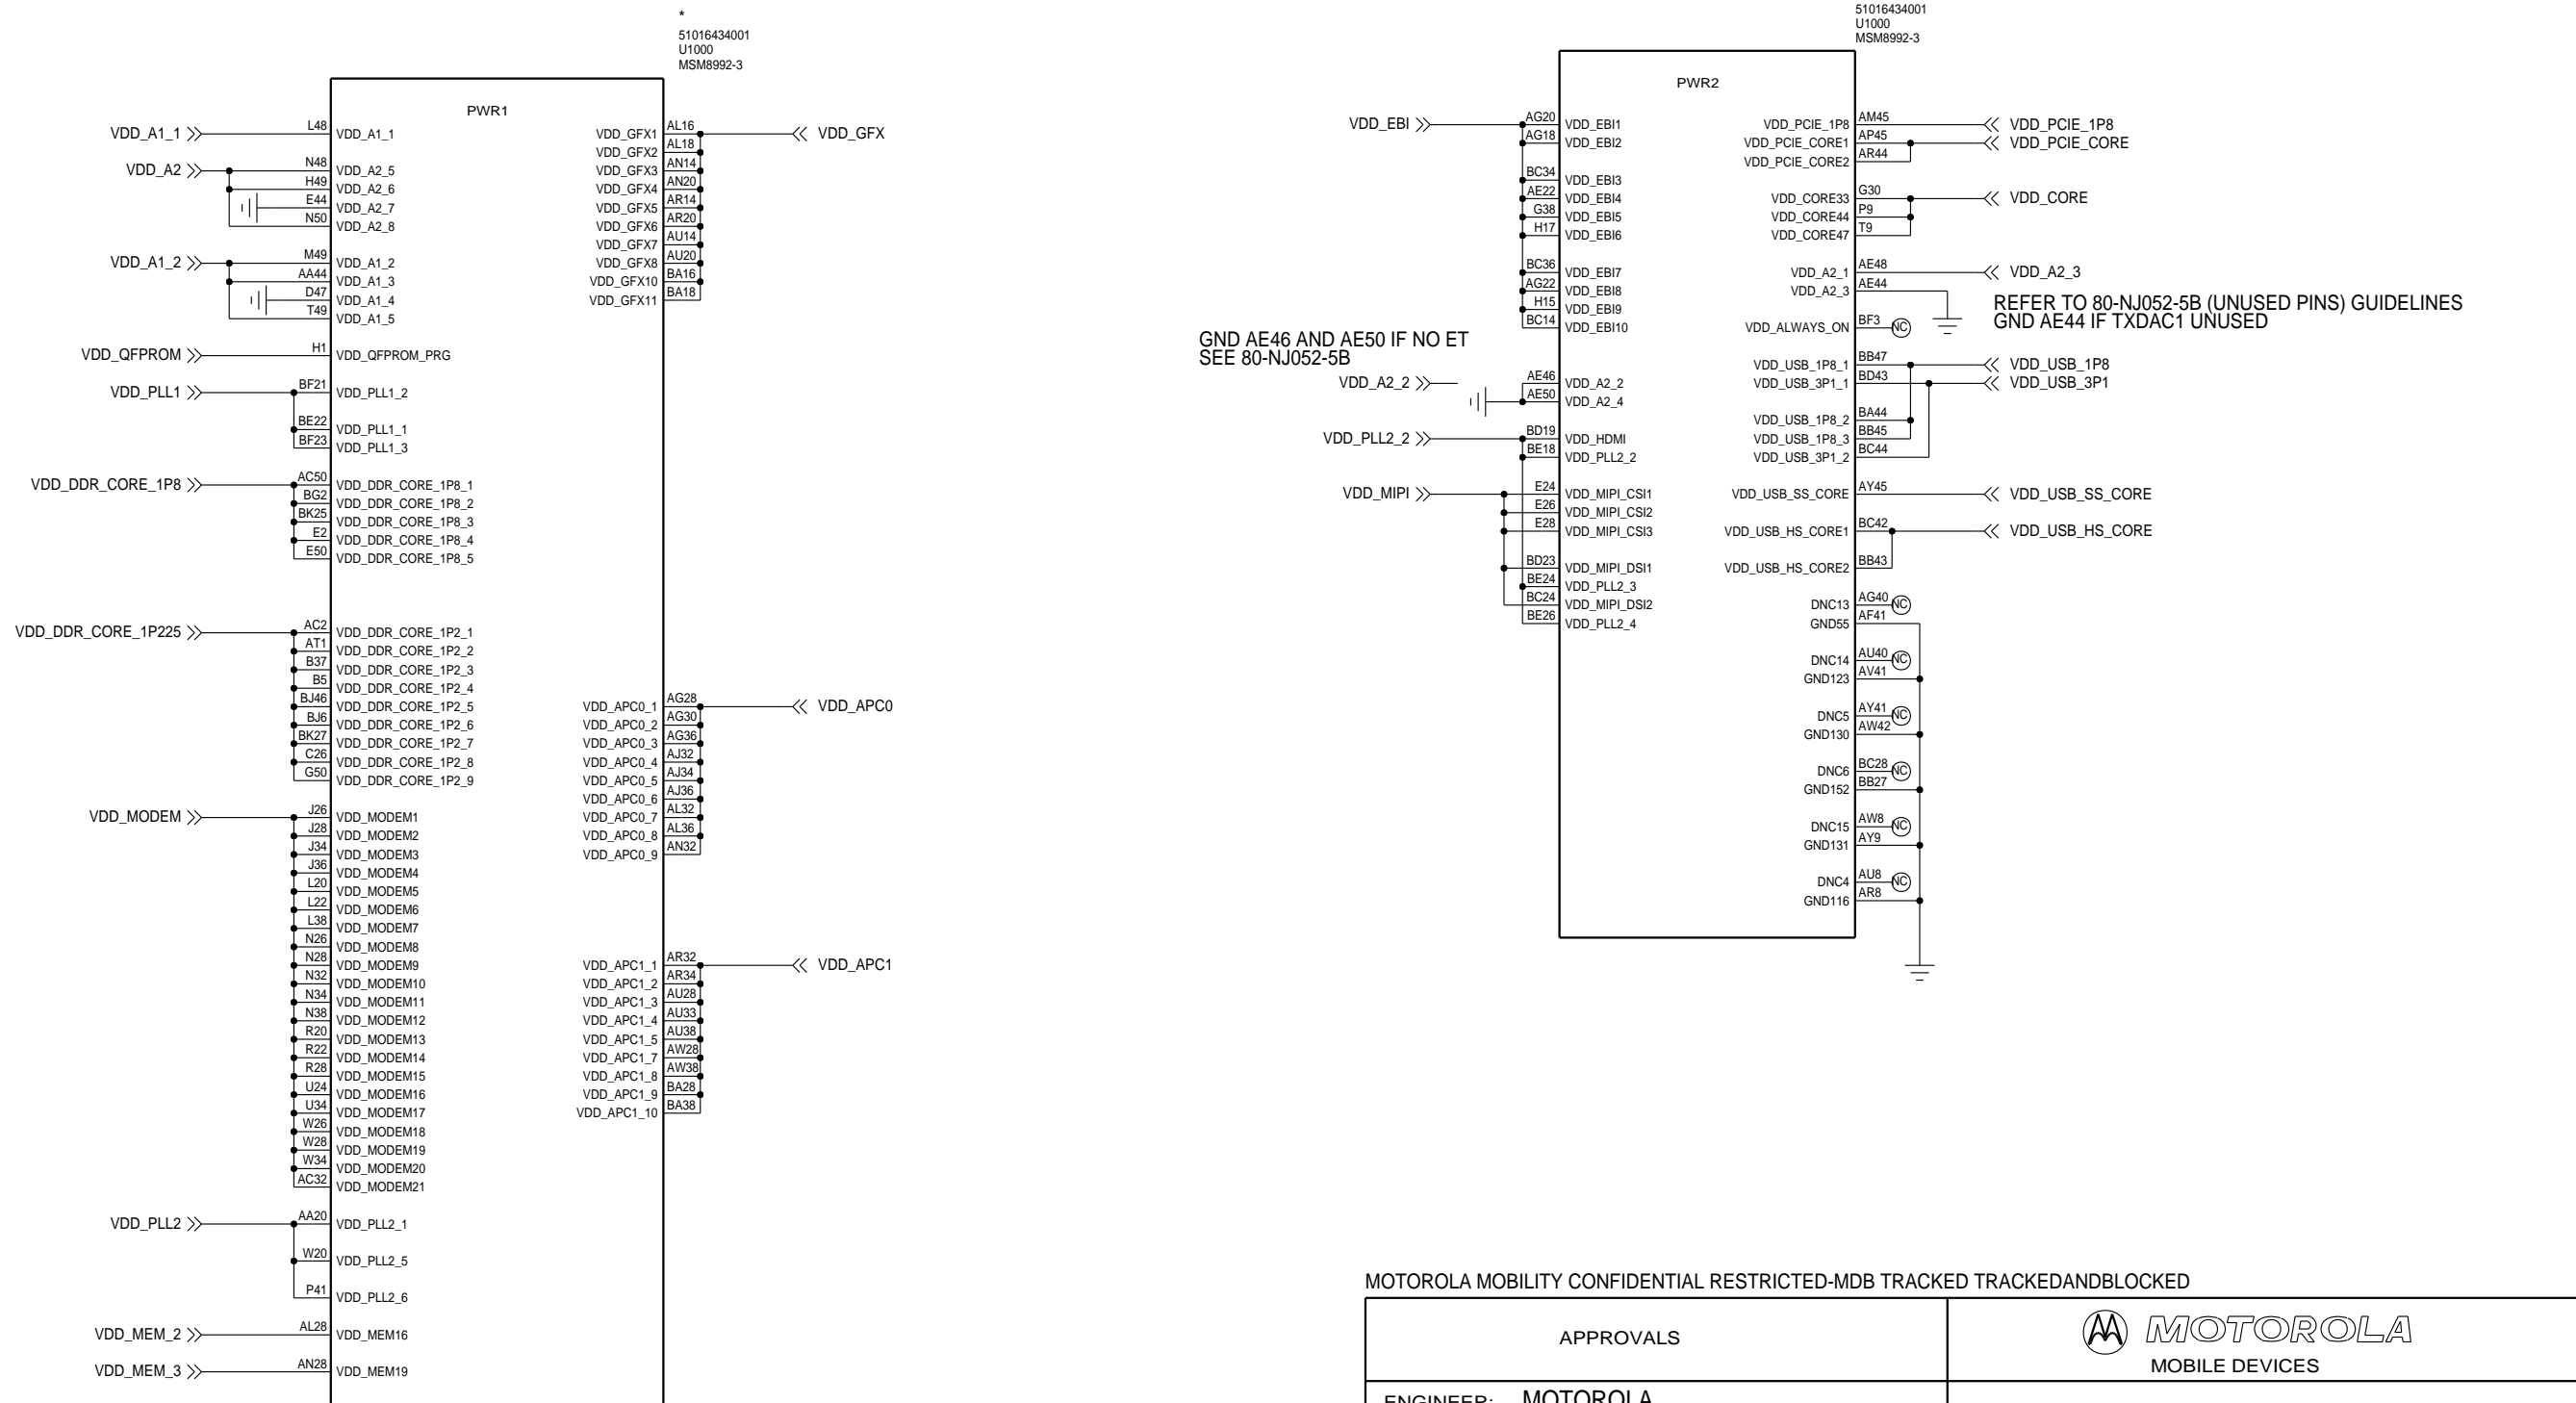 *
51016434001
U1000
MSM8992-3
PWR1
VDD_A1_1 L48 VDD_A1_1
VDD_A2 N48 VDD_A2_5
H49 VDD_A2_6
E44 VDD_A2_7
N50 VDD_A2_8
VDD_A1_2 M49 VDD_A1_2
AA44 VDD_A1_3
D47 VDD_A1_4
T49 VDD_A1_5
VDD_QFPROM H1 VDD_QFPROM_PRG
VDD_PLL1 BF21 VDD_PLL1_2
BE22 VDD_PLL1_1
BF23 VDD_PLL1_3
VDD_DDR_CORE_1P8 AC50 VDD_DDR_CORE_1P8_1
BG2 VDD_DDR_CORE_1P8_2
BK25 VDD_DDR_CORE_1P8_3
E2 VDD_DDR_CORE_1P8_4
E50 VDD_DDR_CORE_1P8_5
VDD_DDR_CORE_1P225 AC2 VDD_DDR_CORE_1P2_1
AT1 VDD_DDR_CORE_1P2_2
B37 VDD_DDR_CORE_1P2_3
B5 VDD_DDR_CORE_1P2_4
BJ46 VDD_DDR_CORE_1P2_5
BJ6 VDD_DDR_CORE_1P2_6
BK27 VDD_DDR_CORE_1P2_7
C26 VDD_DDR_CORE_1P2_8
G50 VDD_DDR_CORE_1P2_9
VDD_MODEM J26 VDD_MODEM1
J28 VDD_MODEM2
J34 VDD_MODEM3
J36 VDD_MODEM4
L20 VDD_MODEM5
L22 VDD_MODEM6
L38 VDD_MODEM7
N26 VDD_MODEM8
N28 VDD_MODEM9
N32 VDD_MODEM10
N34 VDD_MODEM11
N38 VDD_MODEM12
R20 VDD_MODEM13
R22 VDD_MODEM14
R28 VDD_MODEM15
U24 VDD_MODEM16
U34 VDD_MODEM17
W26 VDD_MODEM18
W28 VDD_MODEM19
W34 VDD_MODEM20
AC32 VDD_MODEM21
VDD_PLL2 AA20 VDD_PLL2_1
W20 VDD_PLL2_5
P41 VDD_PLL2_6
VDD_MEM_2 AL28 VDD_MEM16
VDD_MEM_3 AN28 VDD_MEM19
VDD_GFX1 AL16 VDD_GFX
VDD_GFX2 AL18
VDD_GFX3 AN14
VDD_GFX4 AN20
VDD_GFX5 AR14
VDD_GFX6 AR20
VDD_GFX7 AU14
VDD_GFX8 AU20
VDD_GFX10 BA16
VDD_GFX11 BA18
VDD_APC0_1 AG28 VDD_APC0
VDD_APC0_2 AG30
VDD_APC0_3 AG36
VDD_APC0_4 AJ32
VDD_APC0_5 AJ34
VDD_APC0_6 AJ36
VDD_APC0_7 AL32
VDD_APC0_8 AL36
VDD_APC0_9 AN32
VDD_APC1_1 AR32 VDD_APC1
VDD_APC1_2 AR34
VDD_APC1_3 AU28
VDD_APC1_4 AU33
VDD_APC1_5 AU38
VDD_APC1_7 AW28
VDD_APC1_8 AW38
VDD_APC1_9 BA28
VDD_APC1_10 BA38
51016434001
U1000
MSM8992-3
PWR2
VDD_EBI AG20 VDD_EBI1
AG18 VDD_EBI2
BC34 VDD_EBI3
AE22 VDD_EBI4
G38 VDD_EBI5
H17 VDD_EBI6
BC36 VDD_EBI7
AG22 VDD_EBI8
H15 VDD_EBI9
BC14 VDD_EBI10
GND AE46 AND AE50 IF NO ET
SEE 80-NJ052-5B
VDD_A2_2 AE46 VDD_A2_2
AE50 VDD_A2_4
VDD_PLL2_2 BD19 VDD_HDMI
BE18 VDD_PLL2_2
VDD_MIPI E24 VDD_MIPI_CSI1
E26 VDD_MIPI_CSI2
E28 VDD_MIPI_CSI3
BD23 VDD_MIPI_DSI1
BE24 VDD_PLL2_3
BC24 VDD_MIPI_DSI2
BE26 VDD_PLL2_4
VDD_PCIE_1P8 AM45 VDD_PCIE_1P8
VDD_PCIE_CORE1 AP45 VDD_PCIE_CORE
VDD_PCIE_CORE2 AR44
VDD_CORE33 G30 VDD_CORE
VDD_CORE44 P9
VDD_CORE47 T9
VDD_A2_1 AE48 VDD_A2_3
VDD_A2_3 AE44
REFER TO 80-NJ052-5B (UNUSED PINS) GUIDELINES
GND AE44 IF TXDAC1 UNUSED
VDD_ALWAYS_ON BF3 NC
VDD_USB_1P8_1 BB47 VDD_USB_1P8
VDD_USB_3P1_1 BD43 VDD_USB_3P1
VDD_USB_1P8_2 BA44
VDD_USB_1P8_3 BB45
VDD_USB_3P1_2 BC44
VDD_USB_SS_CORE AY45 VDD_USB_SS_CORE
VDD_USB_HS_CORE1 BC42 VDD_USB_HS_CORE
VDD_USB_HS_CORE2 BB43
DNC13 AG40 NC
GND55 AF41
DNC14 AU40 NC
GND123 AV41
DNC5 AY41 NC
GND130 AW42
DNC6 BC28 NC
GND152 BB27
DNC15 AW8 NC
GND131 AY9
DNC4 AU8 NC
GND116 AR8
MOTOROLA MOBILITY CONFIDENTIAL RESTRICTED-MDB TRACKED TRACKEDANDBLOCKED
APPROVALS
MOTOROLA
MOBILE DEVICES
ENGINEER: MOTOROLA